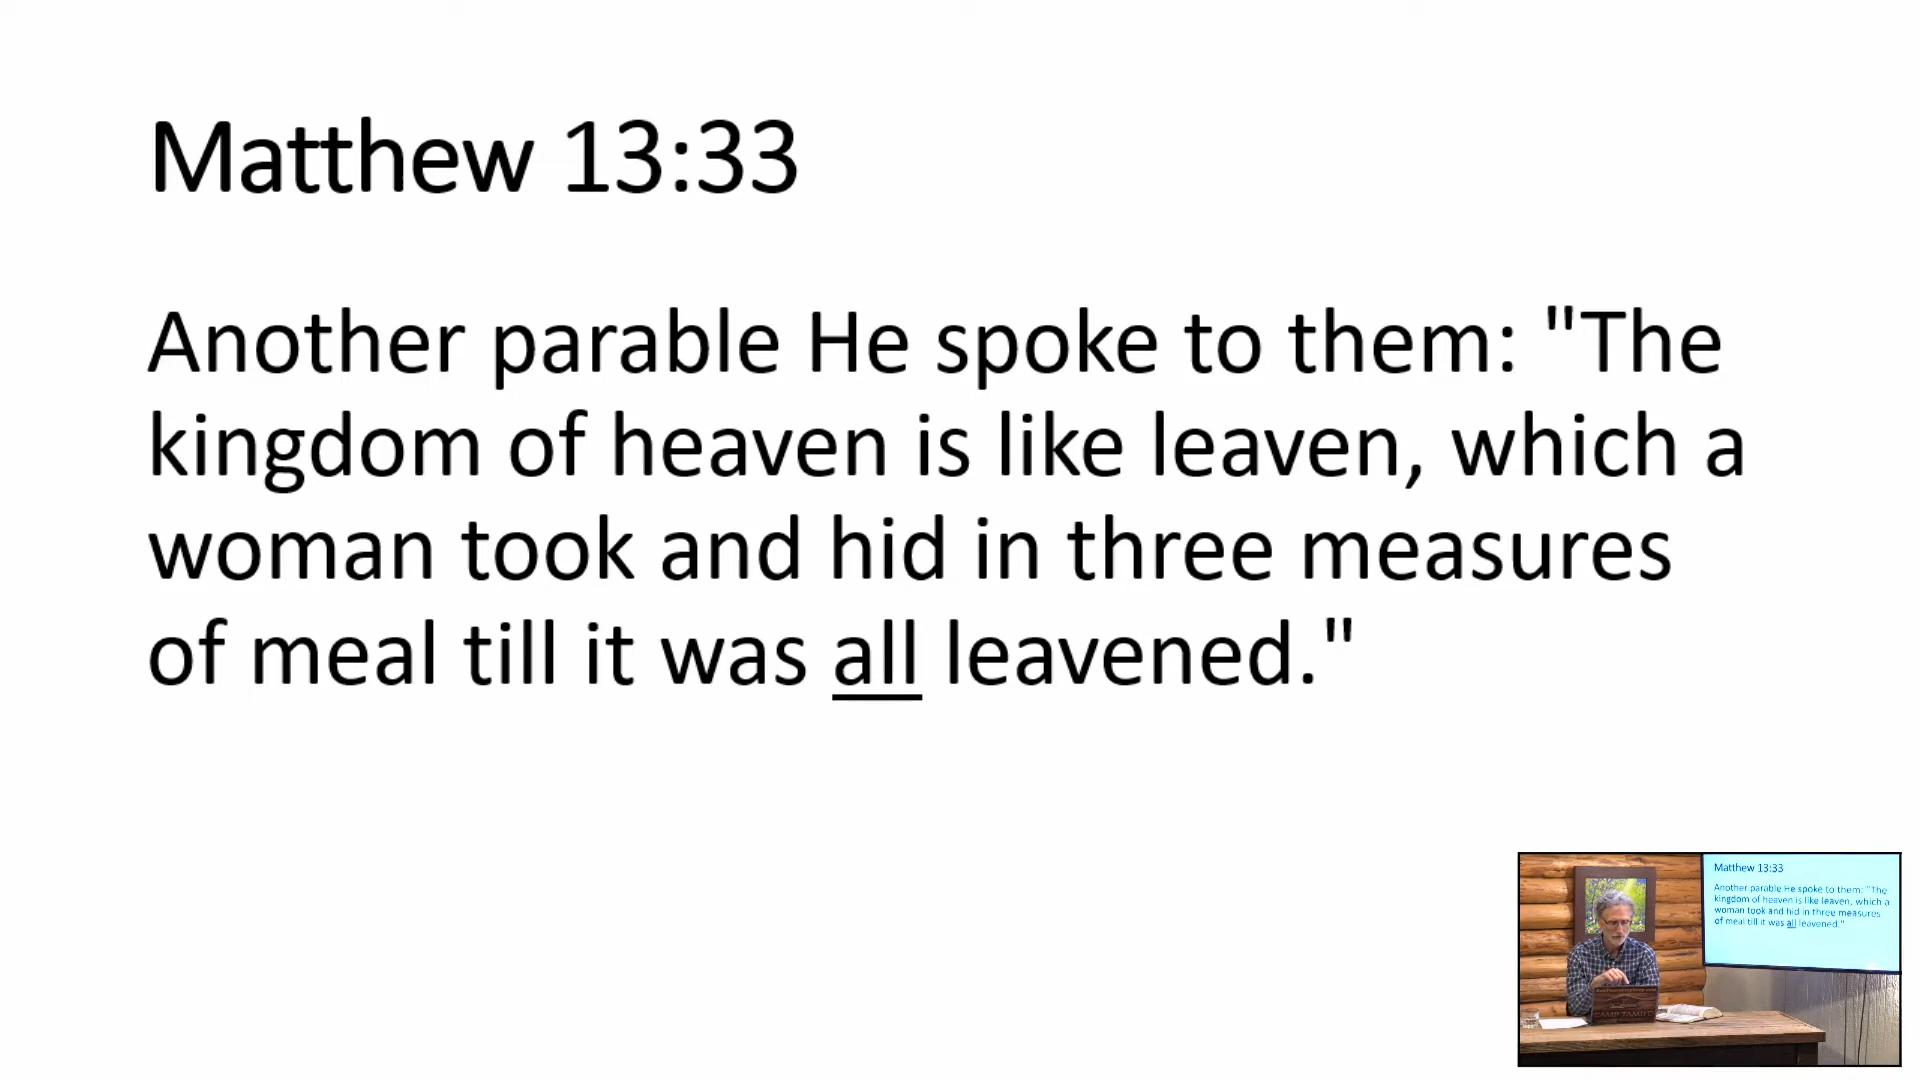 Matthew 13:33
Another parable He spoke to them: "The
kingdom of heaven is like leaven, which a
woman took and hid in three measures
of meal till it was all leavened."
Matthew 13:33
Another parable He spoke to them: "The
kingdom of heaven is like leaven, which a
woman took and hid in three measures
of meal till it was all leavened."